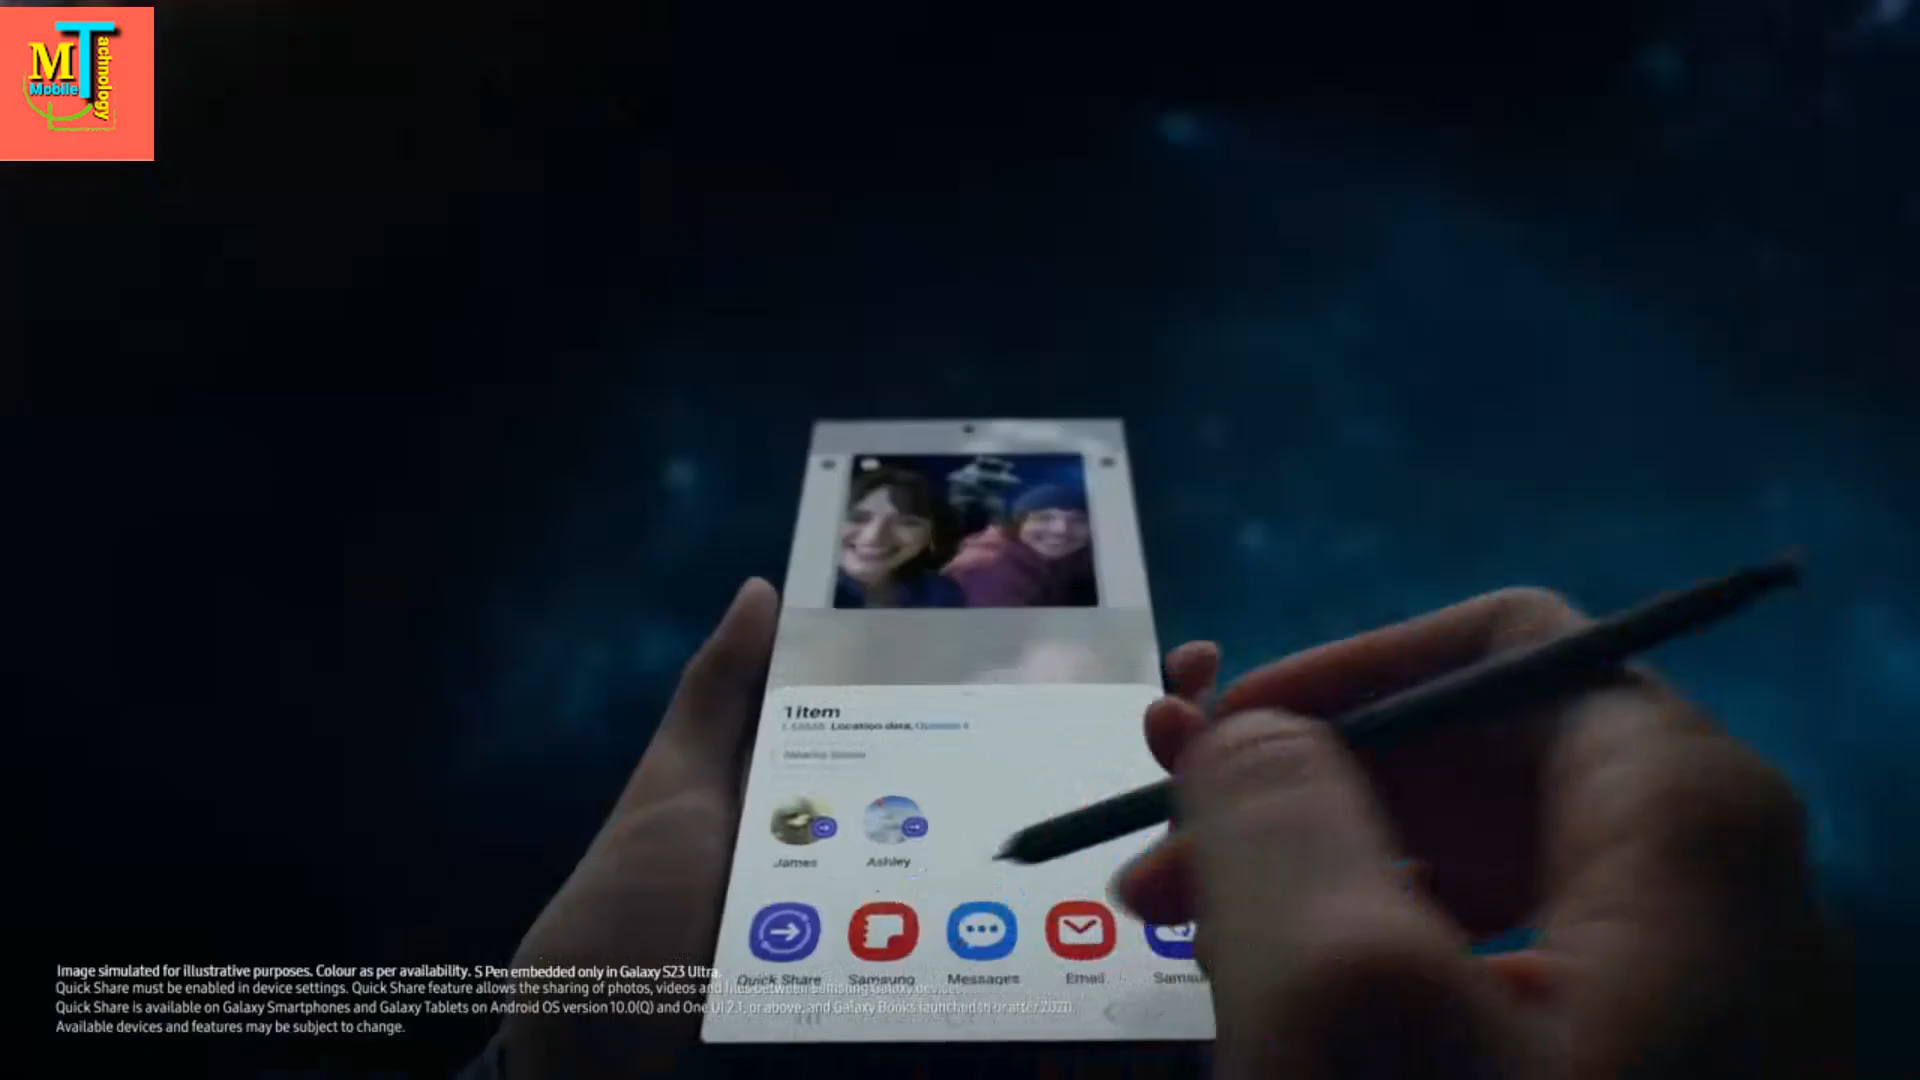 M T achnology
Mobile
1 item
Location data,
James
Ashley
Quick Share
Samsung
Messages
Email
Image simulated for illustrative purposes. Colour as per availability. S Pen embedded only in Galaxy S23 Ultra.
Quick Share must be enabled in device settings. Quick Share feature allows the sharing of photos, videos and files between Samsung Galaxy devices.
Quick Share is available on Galaxy Smartphones and Galaxy Tablets on Android OS version 10.0(Q) and One UI 2.1, or above, and Galaxy Books launched in or after 2020.
Available devices and features may be subject to change.